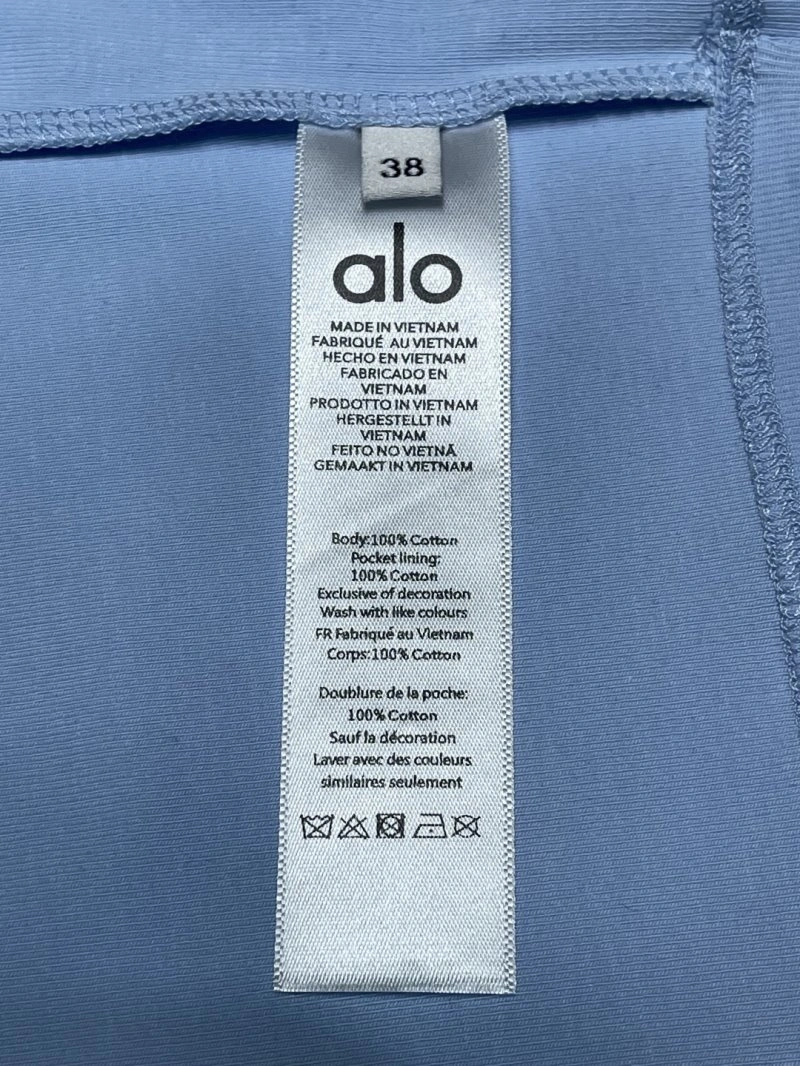 38
alo
MADE IN VIETNAM
FABRIQUÉ AU VIETNAM
HECHO EN VIETNAM
FABRICADO EN
VIETNAM
PRODOTTO IN VIETNAM
HERGESTELLT IN
VIETNAM
FEITO NO VIETNÃ
GEMAAKT IN VIETNAM
Body:100% Cotton
Pocket lining:
100% Cotton
Exclusive of decoration
Wash with like colours
FR Fabriqué au Vietnam
Corps:100% Cotton
Doublure de la poche:
100% Cotton
Sauf la décoration
Laver avec des couleurs
similaires seulement